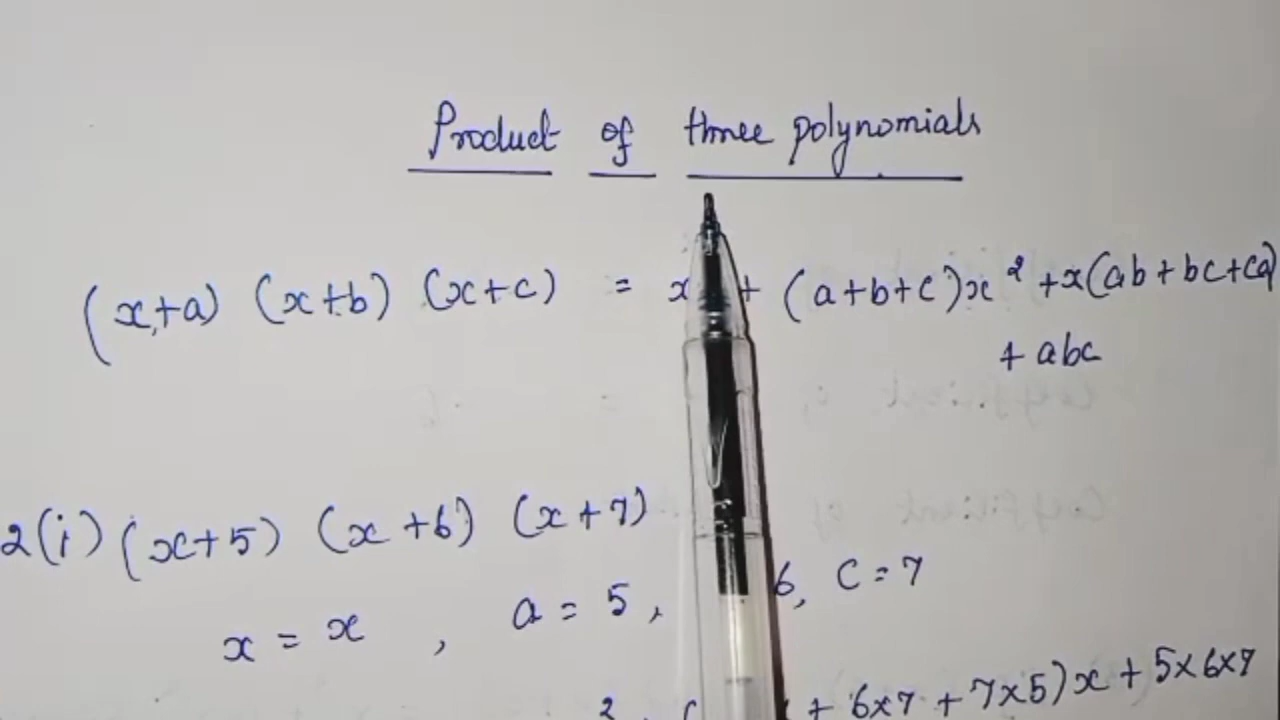 Product of three polynomials
(x+a) (x+b) (x+c) = x + (a+b+c)x² + x(ab+bc+ca)
+ abc
2(i) (x+5) (x+6) (x+7)
x = x , a = 5, 6, c = 7
2 + 6×7 + 7×5)x + 5×6×7